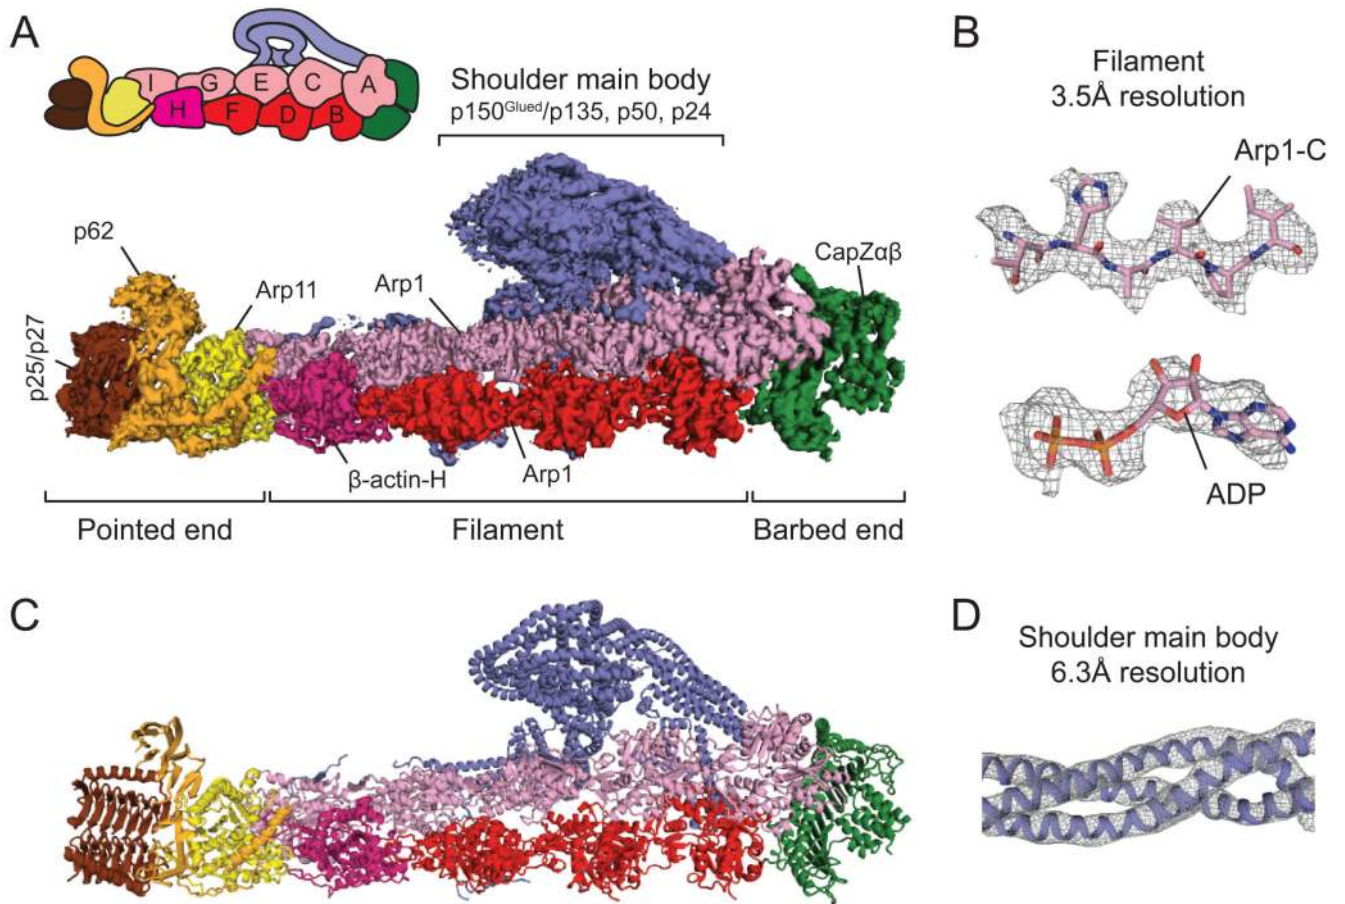 A
I
G
E
C
A
H
F
D
B
Shoulder main body
p150Glued/p135, p50, p24
p62
Arp11
Arp1
CapZαβ
p25/p27
β-actin-H
Arp1
Pointed end
Filament
Barbed end
B
Filament
3.5Å resolution
Arp1-C
ADP
C
D
Shoulder main body
6.3Å resolution